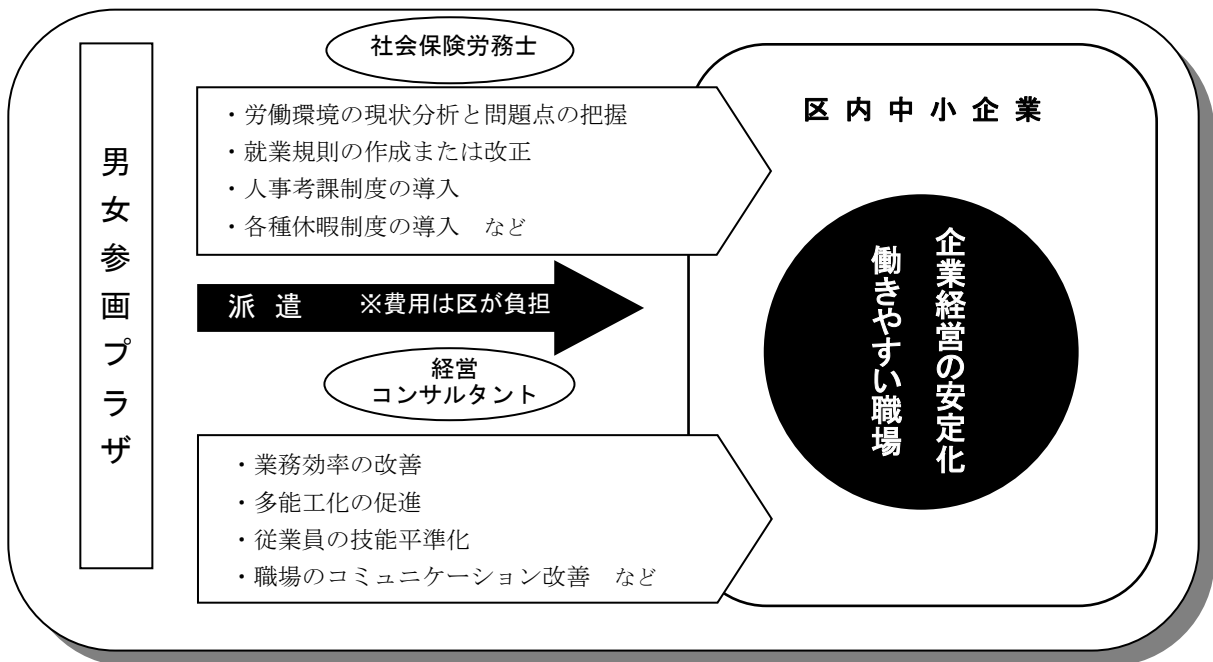 男女参画プラザ
社会保険労務士
・労働環境の現状分析と問題点の把握
・就業規則の作成または改正
・人事考課制度の導入
・各種休暇制度の導入　など
派 遣　※費用は区が負担
経営
コンサルタント
・業務効率の改善
・多能工化の促進
・従業員の技能平準化
・職場のコミュニケーション改善　など
区 内 中 小 企 業
企業経営の安定化
働きやすい職場